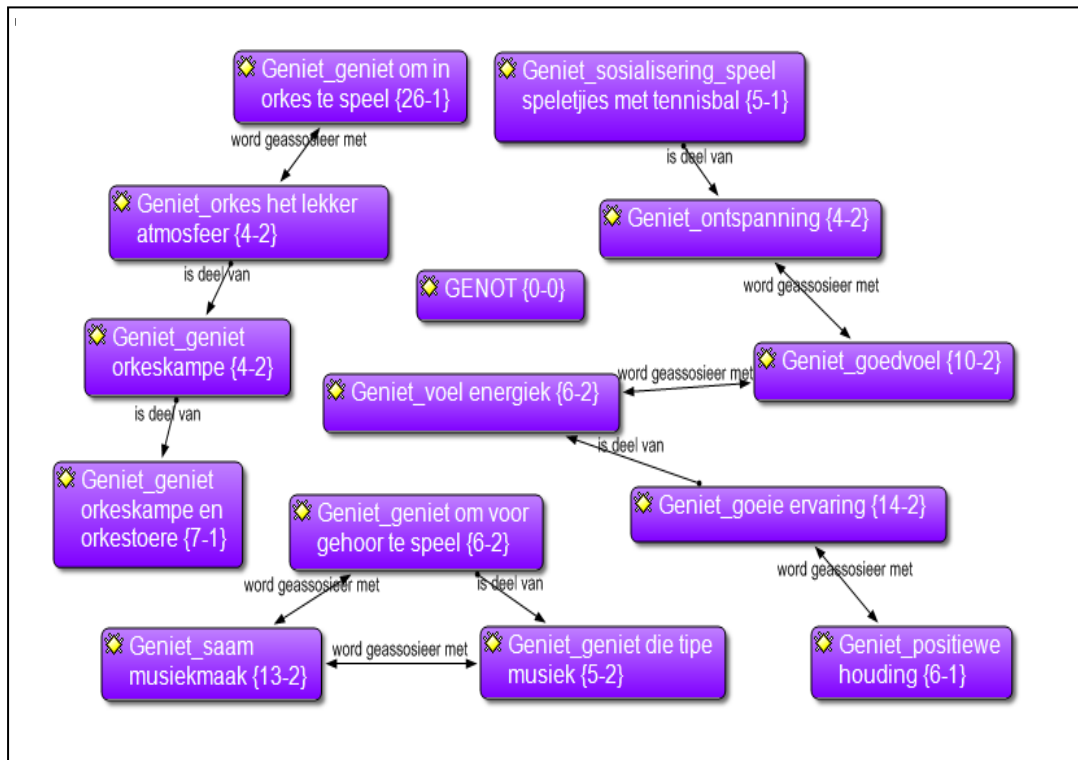 Geniet_geniet om in
orkes te speel {26-1}
Geniet_sosialisering_speel
speletjies met tennisbal {5-1}
word geassosieer met
is deel van
Geniet_orkes het lekker
atmosfeer {4-2}
Geniet_ontspanning {4-2}
is deel van
GENOT {0-0}
word geassosieer met
Geniet_geniet
orkeskampe {4-2}
Geniet_goedvoel {10-2}
word geassosieer met
Geniet_voel energiek {6-2}
is deel van
is deel van
Geniet_geniet
orkeskampe en
orkestoere {7-1}
Geniet_goeie ervaring {14-2}
Geniet_geniet om voor
gehoor te speel {6-2}
word geassosieer met
word geassosieer met
is deel van
Geniet_saam
musiekmaak {13-2}
word geassosieer met
Geniet_geniet die tipe
musiek {5-2}
Geniet_positiewe
houding {6-1}